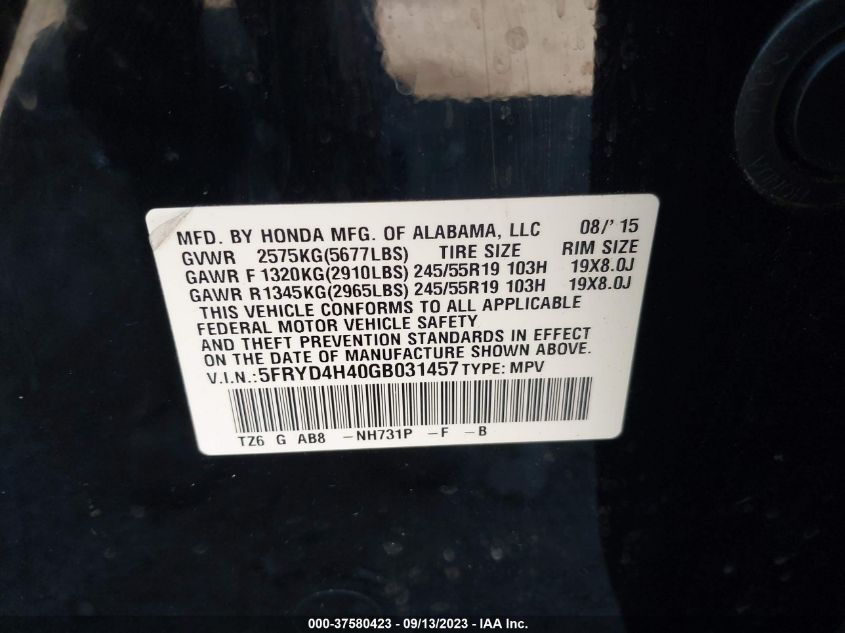 MFD. BY HONDA MFG. OF ALABAMA, LLC 08/'15
GVWR 2575KG(5677LBS) TIRE SIZE RIM SIZE
GAWR F 1320KG(2910LBS) 245/55R19 103H 19X8.0J
GAWR R 1345KG(2965LBS) 245/55R19 103H 19X8.0J
THIS VEHICLE CONFORMS TO ALL APPLICABLE
FEDERAL MOTOR VEHICLE SAFETY
AND THEFT PREVENTION STANDARDS IN EFFECT
ON THE DATE OF MANUFACTURE SHOWN ABOVE.
V.I.N.:5FRYD4H40GB031457 TYPE: MPV
TZ6 G AB8 -NH731P -F -B
000-37580423 - 09/13/2023 - IAA Inc.